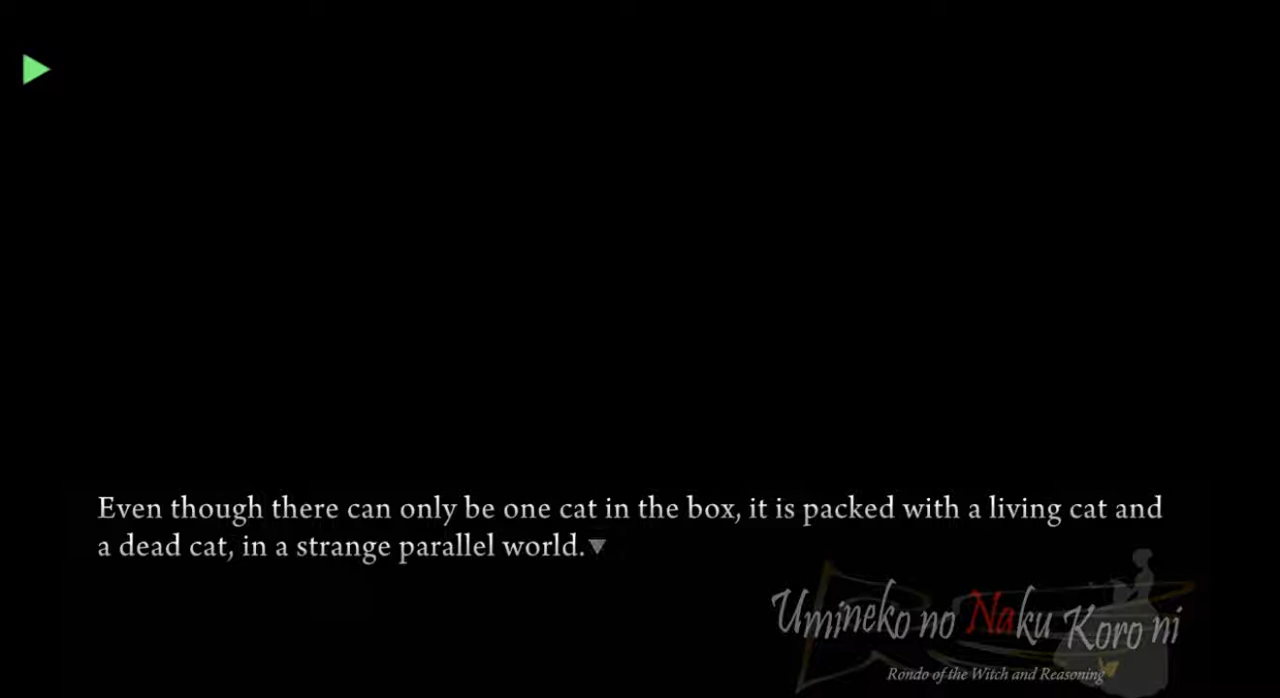 Even though there can only be one cat in the box, it is packed with a living cat and
a dead cat, in a strange parallel world.
Umineko no Naku Koro ni
Rondo of the Witch and Reasoning